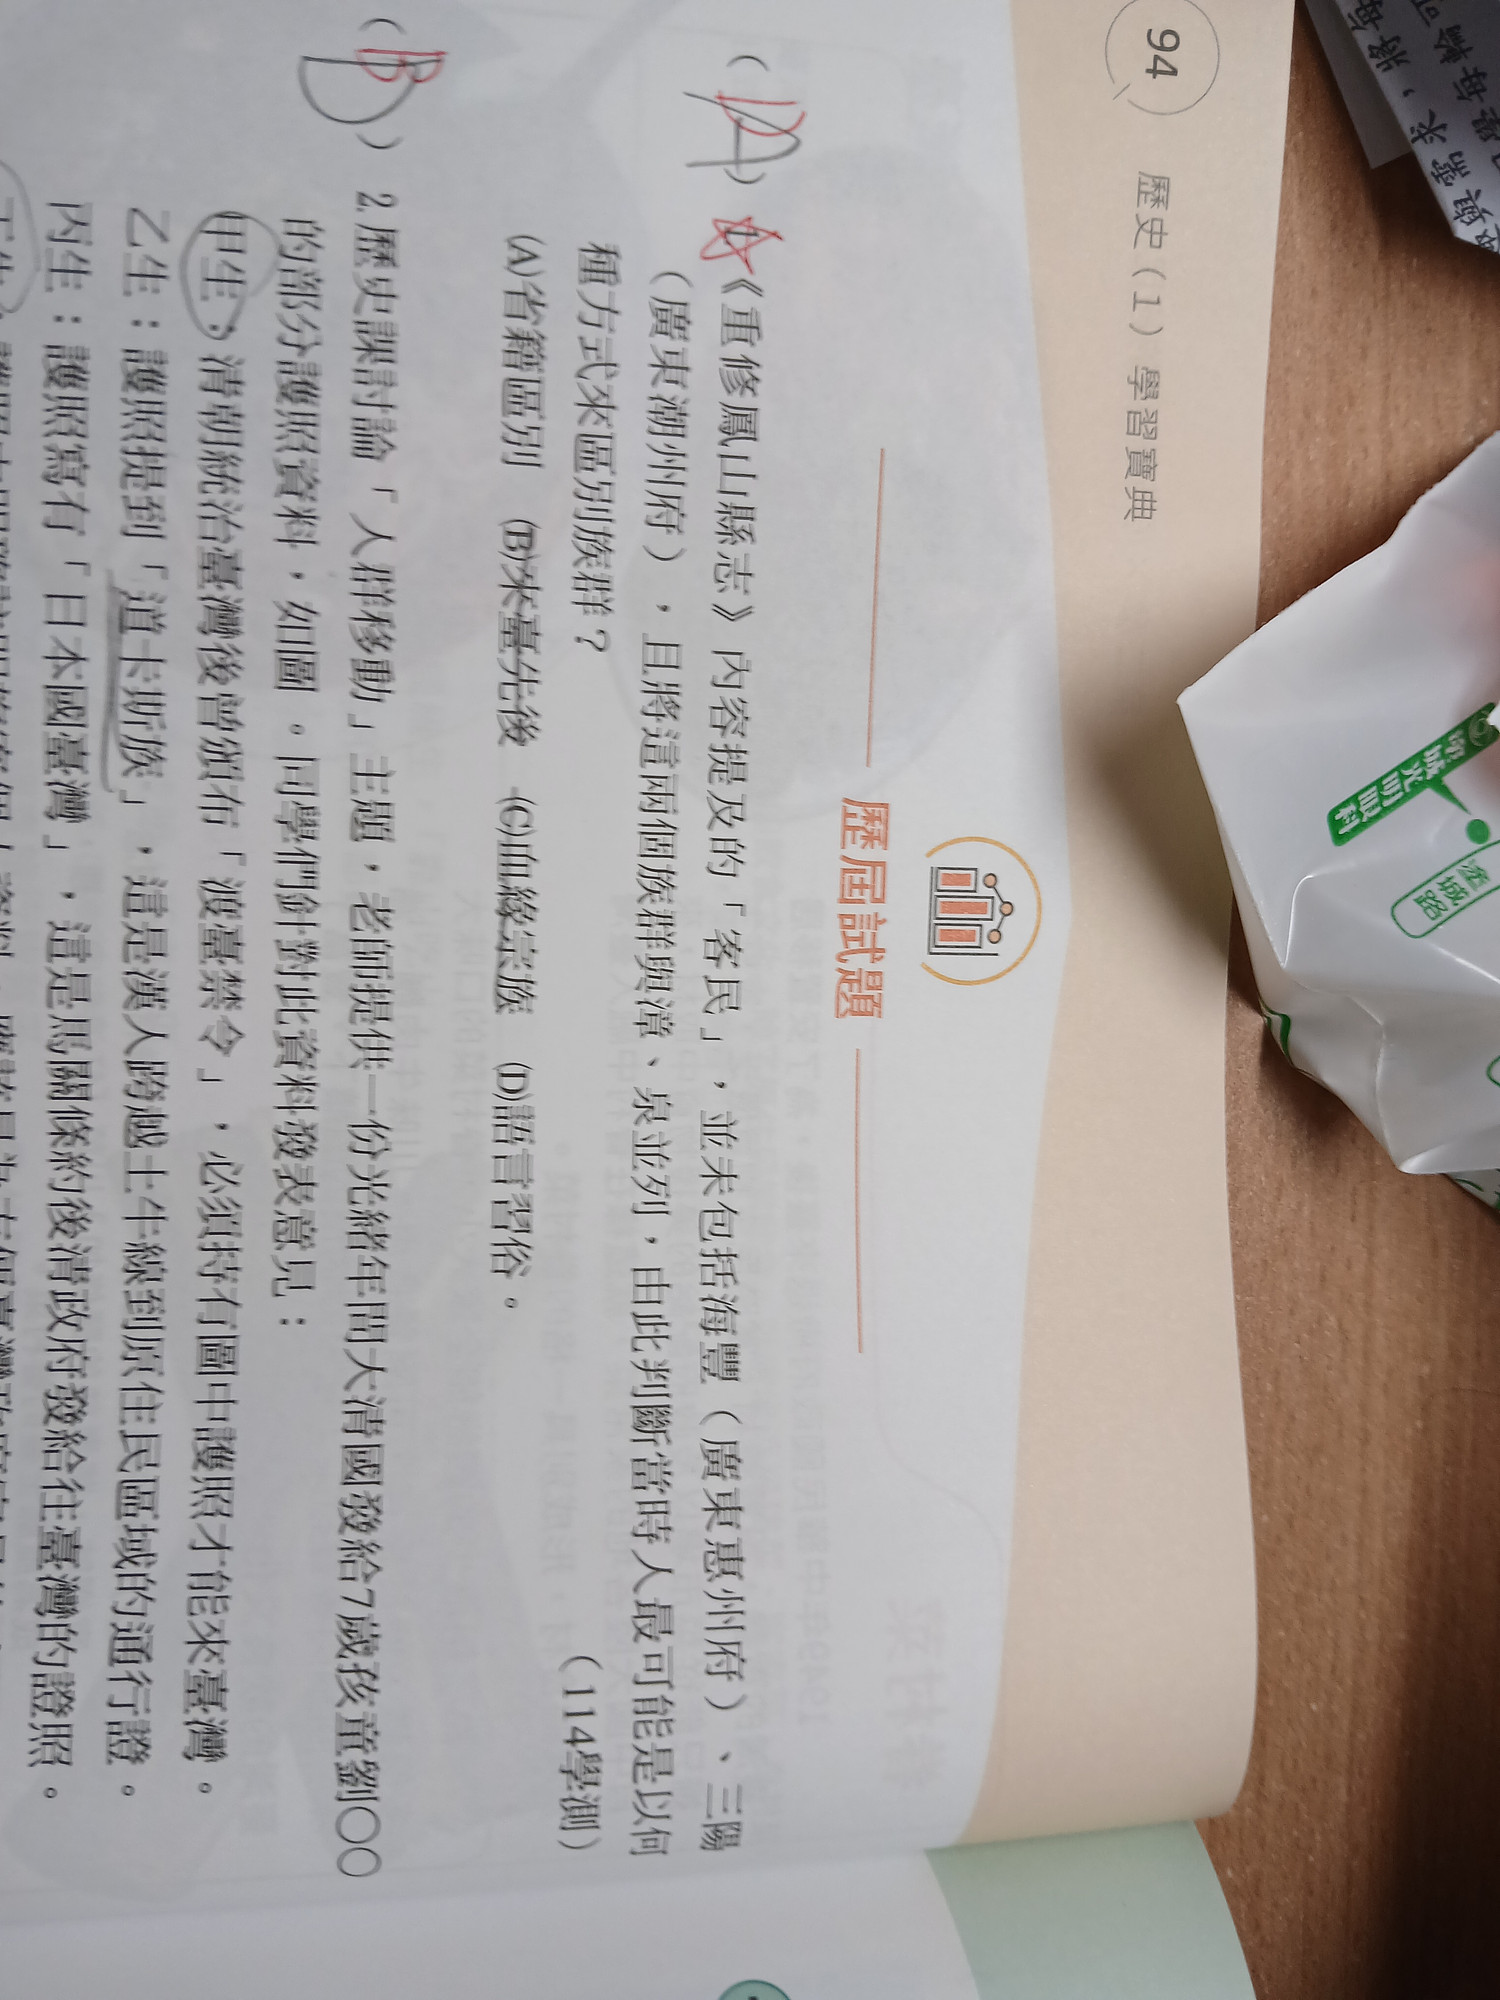 94
歷史(1)學習寶典
歷屆試題
(D)1.《重修鳳山縣志》內容提及的「客民」,並未包括海豐(廣東惠州府)、三陽
(廣東潮州府),且將這兩個族群與漳、泉並列,由此判斷當時人最可能是以何
種方式來區別族群?(114學測)
(A)省籍區別 (B)來臺先後 (C)血緣宗族 (D)語言習俗。
(B)2.歷史課討論「人群移動」主題,老師提供一份光緒年間大清國發給7歲孩童劉○○
的部分護照資料,如圖。同學們針對此資料發表意見:
甲生:清朝統治臺灣後曾頒布「渡臺禁令」,必須持有圖中護照才能來臺灣。
乙生:護照提到「道卡斯族」,這是漢人跨越土牛線到原住民區域的通行證。
丙生:護照寫有「日本國臺灣」,這是馬關條約後清政府發給往臺灣的證照。